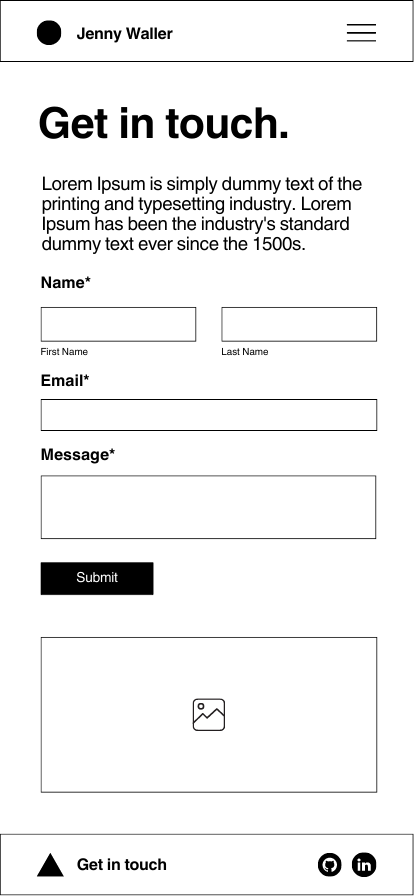 Jenny Waller
Get in touch.
Lorem Ipsum is simply dummy text of the
printing and typesetting industry. Lorem
Ipsum has been the industry's standard
dummy text ever since the 1500s.
Name*
First Name
Last Name
Email*
Message*
Submit
Get in touch
in